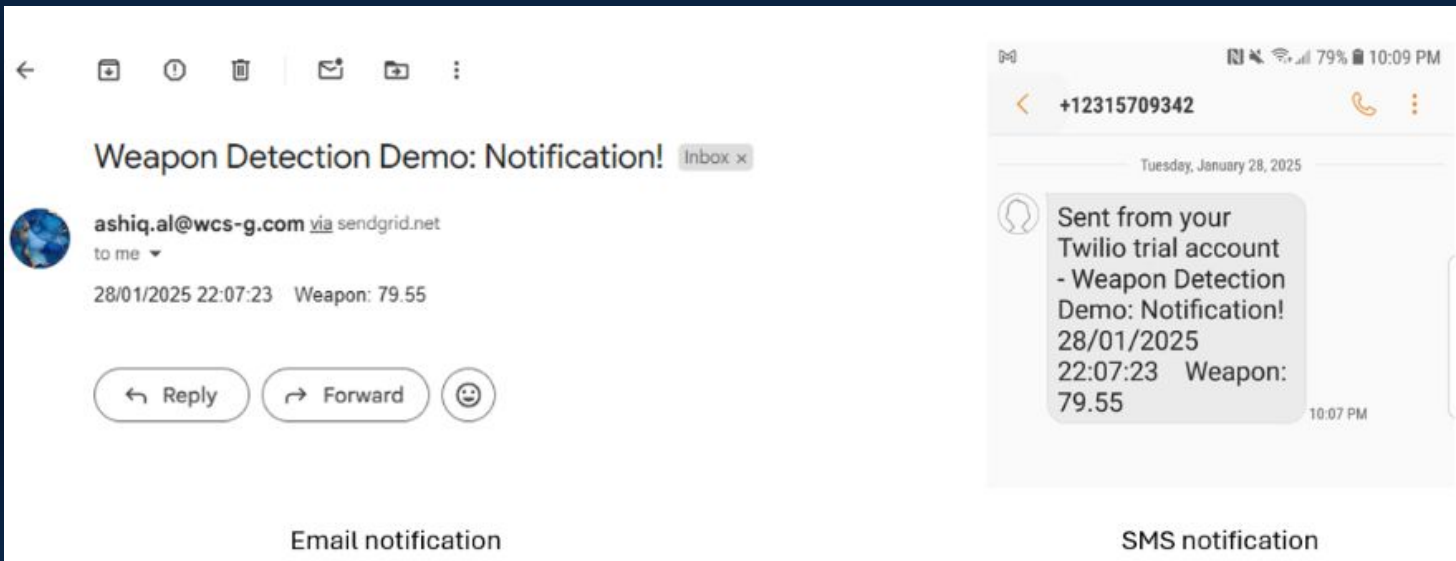 Weapon Detection Demo: Notification! Inbox x
ashiq.al@wcs-g.com via sendgrid.net
to me
28/01/2025 22:07:23 Weapon: 79.55
Reply Forward
Email notification
79% 10:09 PM
+12315709342
Tuesday, January 28, 2025
Sent from your
Twilio trial account
- Weapon Detection
Demo: Notification!
28/01/2025
22:07:23 Weapon:
79.55
10:07 PM
SMS notification